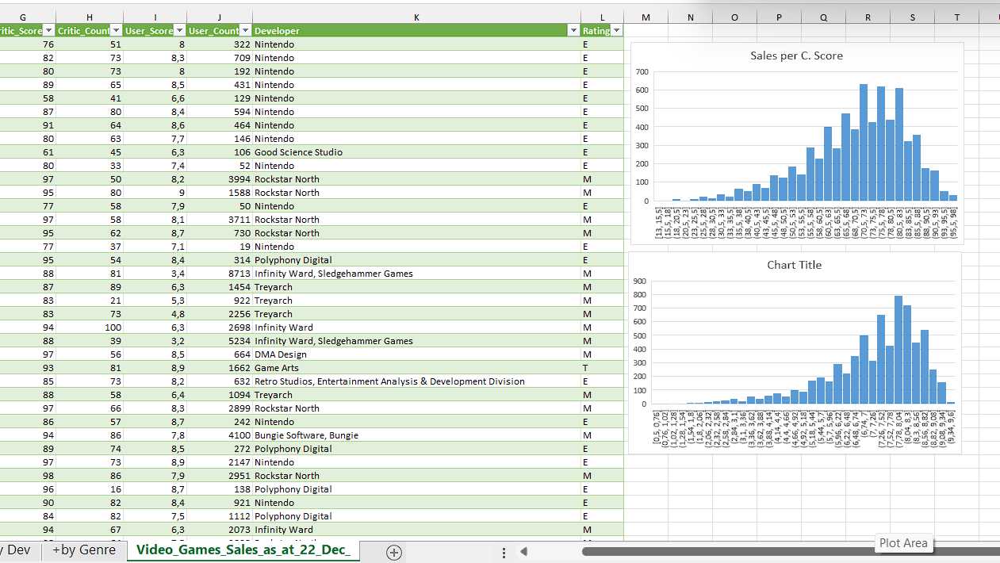 G H I J K L M N O P Q R S T
ritic_Score Critic_Count User_Score User_Count Developer Rating
76 51 8 322 Nintendo E
82 73 8,3 709 Nintendo E
80 73 8 192 Nintendo E
89 65 8,5 431 Nintendo E
58 41 6,6 129 Nintendo E
87 80 8,4 594 Nintendo E
91 64 8,6 464 Nintendo E
80 63 7,7 146 Nintendo E
61 45 6,3 106 Good Science Studio E
80 33 7,4 52 Nintendo E
97 50 8,2 3994 Rockstar North M
95 80 9 1588 Rockstar North M
77 58 7,9 50 Nintendo E
97 58 8,1 3711 Rockstar North M
95 62 8,7 730 Rockstar North M
77 37 7,1 19 Nintendo E
95 54 8,4 314 Polyphony Digital E
88 81 3,4 8713 Infinity Ward, Sledgehammer Games M
87 89 6,3 1454 Treyarch M
83 21 5,3 922 Treyarch M
83 73 4,8 2256 Treyarch M
94 100 6,3 2698 Infinity Ward M
88 39 3,2 5234 Infinity Ward, Sledgehammer Games M
97 56 8,5 664 DMA Design M
93 81 8,9 1662 Game Arts T
85 73 8,2 632 Retro Studios, Entertainment Analysis & Development Division E
88 58 6,4 1094 Treyarch M
97 66 8,3 2899 Rockstar North M
86 57 8,7 242 Nintendo E
94 86 7,8 4100 Bungie Software, Bungie M
89 74 8,5 272 Polyphony Digital E
97 73 8,9 2147 Nintendo E
98 86 7,9 2951 Rockstar North M
96 16 8,7 138 Polyphony Digital E
90 82 8,4 921 Nintendo E
84 82 7,5 1112 Polyphony Digital E
94 67 6,3 2073 Infinity Ward M
Sales per C. Score
700
600
500
400
300
200
100
0
[13, 15,5]
(15,5, 18]
(18, 20,5]
(20,5, 23]
(23, 25,5]
(25,5, 28]
(28, 30,5]
(30,5, 33]
(33, 35,5]
(35,5, 38]
(38, 40,5]
(40,5, 43]
(43, 45,5]
(45,5, 48]
(48, 50,5]
(50,5, 53]
(53, 55,5]
(55,5, 58]
(58, 60,5]
(60,5, 63]
(63, 65,5]
(65,5, 68]
(68, 70,5]
(70,5, 73]
(73, 75,5]
(75,5, 78]
(78, 80,5]
(80,5, 83]
(83, 85,5]
(85,5, 88]
(88, 90,5]
(90,5, 93]
(93, 95,5]
(95,5, 98]
Chart Title
900
800
700
600
500
400
300
200
100
0
[0,5, 0,76]
(0,76, 1,02]
(1,02, 1,28]
(1,28, 1,54]
(1,54, 1,8]
(1,8, 2,06]
(2,06, 2,32]
(2,32, 2,58]
(2,58, 2,84]
(2,84, 3,1]
(3,1, 3,36]
(3,36, 3,62]
(3,62, 3,88]
(3,88, 4,14]
(4,14, 4,4]
(4,4, 4,66]
(4,66, 4,92]
(4,92, 5,18]
(5,18, 5,44]
(5,44, 5,7]
(5,7, 5,96]
(5,96, 6,22]
(6,22, 6,48]
(6,48, 6,74]
(6,74, 7]
(7, 7,26]
(7,26, 7,52]
(7,52, 7,78]
(7,78, 8,04]
(8,04, 8,3]
(8,3, 8,56]
(8,56, 8,82]
(8,82, 9,08]
(9,08, 9,34]
(9,34, 9,6]
Plot Area
y Dev +by Genre Video_Games_Sales_as_at_22_Dec_